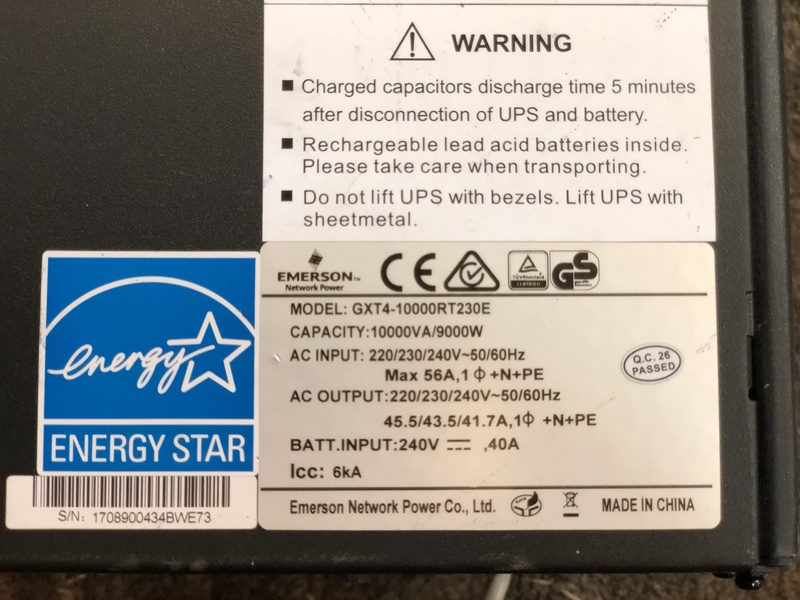 WARNING
Charged capacitors discharge time 5 minutes
after disconnection of UPS and battery.
Rechargeable lead acid batteries inside.
Please take care when transporting.
Do not lift UPS with bezels. Lift UPS with
sheetmetal.
EMERSON™
Network Power
CE
TÜVRheinland
CERTIFIED
GS
MODEL: GXT4-10000RT230E
CAPACITY:10000VA/9000W
AC INPUT: 220/230/240V~50/60Hz
Max 56A,1 Φ +N+PE
Q.C. 26
PASSED
AC OUTPUT:220/230/240V~50/60Hz
45.5/43.5/41.7A,1Φ +N+PE
BATT.INPUT:240V ⎓ ,40A
Icc: 6kA
Emerson Network Power Co., Ltd.
MADE IN CHINA
energy
ENERGY STAR
S/N: 1708900434BWE73